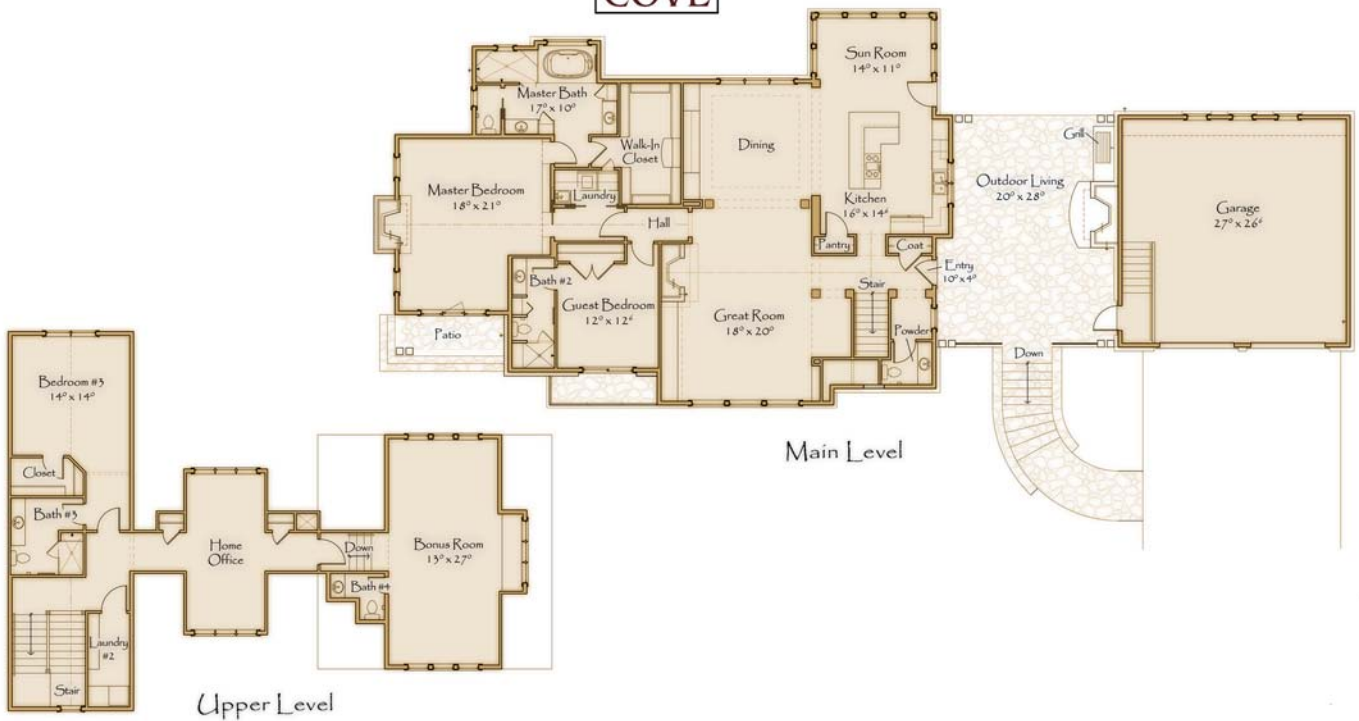 COVE
Sun Room
14⁰ x 11⁰
Master Bath
17⁰ x 10⁰
Walk-In
Closet
Dining
Grill
Master Bedroom
18⁰ x 21⁰
Laundry
Kitchen
16⁰ x 14⁶
Outdoor Living
20⁰ x 28⁰
Garage
27⁰ x 26⁶
Hall
Pantry
Coat
Entry
10⁰ x 4⁰
Bath #2
Guest Bedroom
12⁰ x 12⁶
Stair
Great Room
18⁰ x 20⁰
Powder
Patio
Down
Main Level
Bedroom #3
14⁰ x 14⁰
Closet
Bath #3
Home
Office
Down
Bonus Room
13⁰ x 27⁰
Bath #4
Laundry
#2
Stair
Upper Level